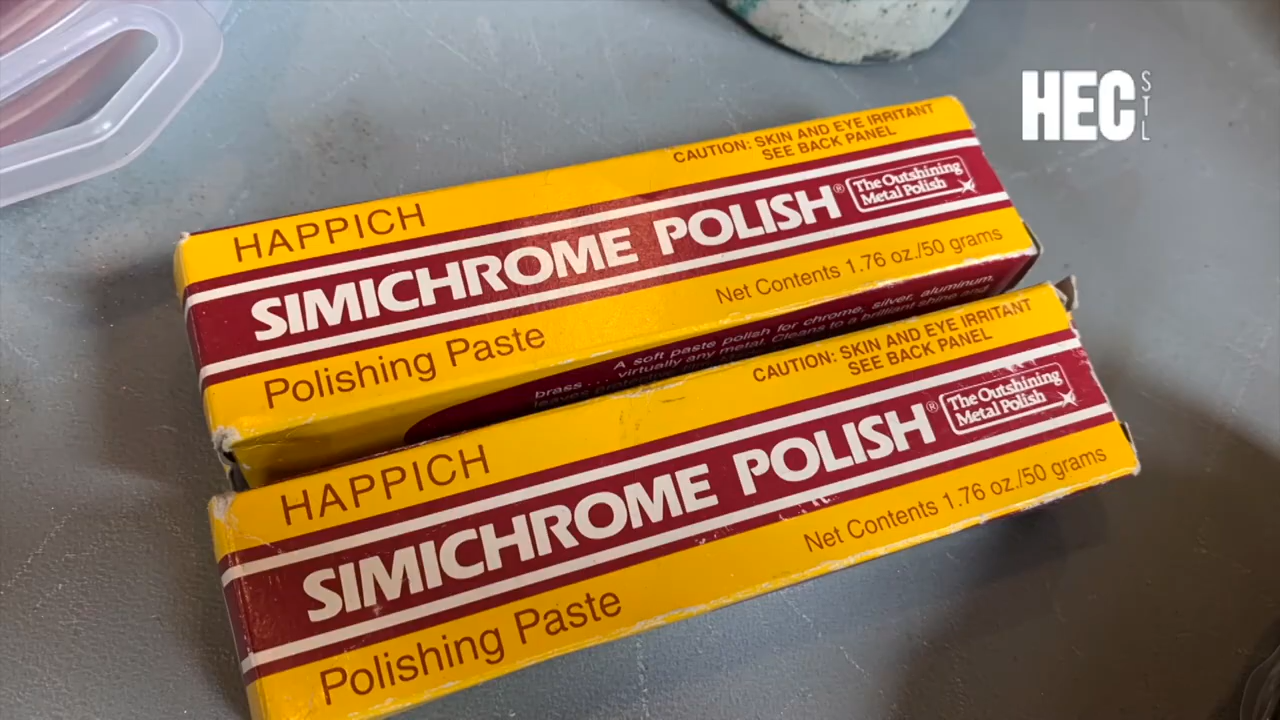 HEC
STL
CAUTION: SKIN AND EYE IRRITANT
SEE BACK PANEL
HAPPICH
SIMICHROME POLISH®
The Outshining
Metal Polish
Polishing Paste
Net Contents 1.76 oz./50 grams
A soft paste polish for chrome, silver, aluminum,
brass . . . . virtually any metal. Cleans to a brilliant shine and
CAUTION: SKIN AND EYE IRRITANT
SEE BACK PANEL
HAPPICH
SIMICHROME POLISH®
The Outshining
Metal Polish
Polishing Paste
Net Contents 1.76 oz./50 grams